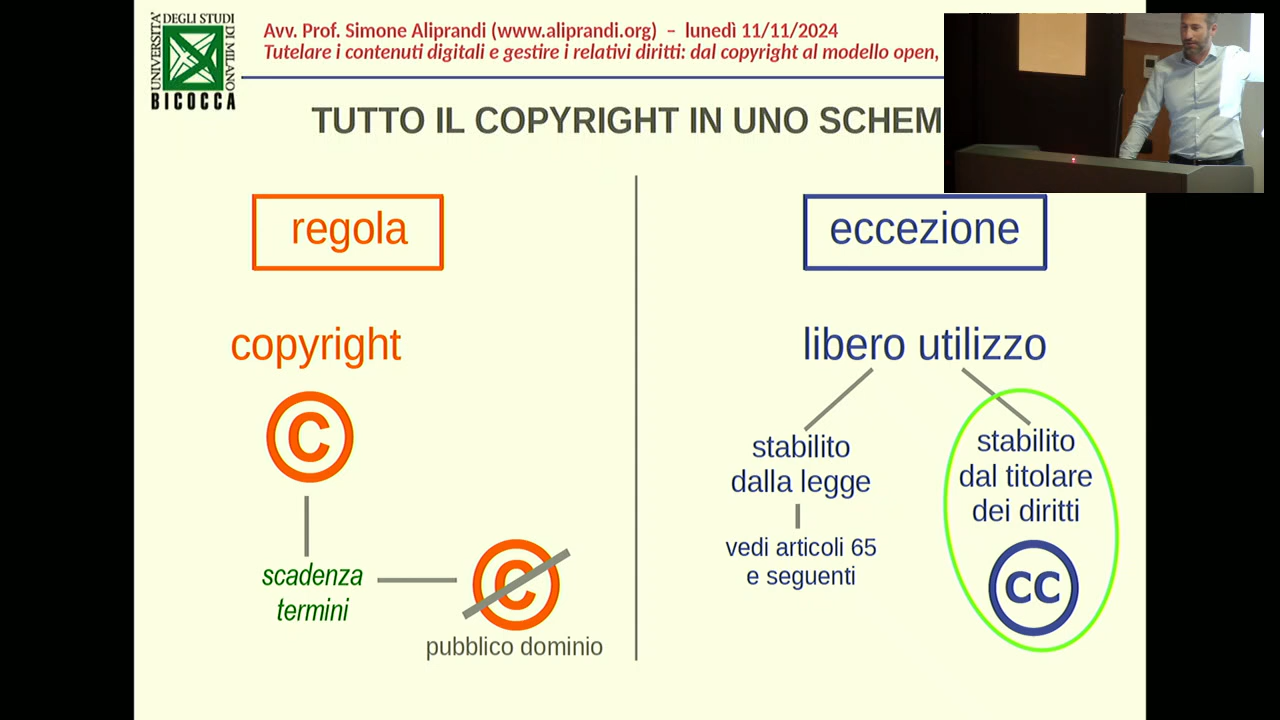 UNIVERSITÀ DEGLI STUDI DI MILANO
BICOCCA
Avv. Prof. Simone Aliprandi (www.aliprandi.org) – lunedì 11/11/2024
Tutelare i contenuti digitali e gestire i relativi diritti: dal copyright al modello open,
TUTTO IL COPYRIGHT IN UNO SCHEM
regola
eccezione
copyright
C
scadenza
termini
C
pubblico dominio
libero utilizzo
stabilito
dalla legge
vedi articoli 65
e seguenti
stabilito
dal titolare
dei diritti
CC